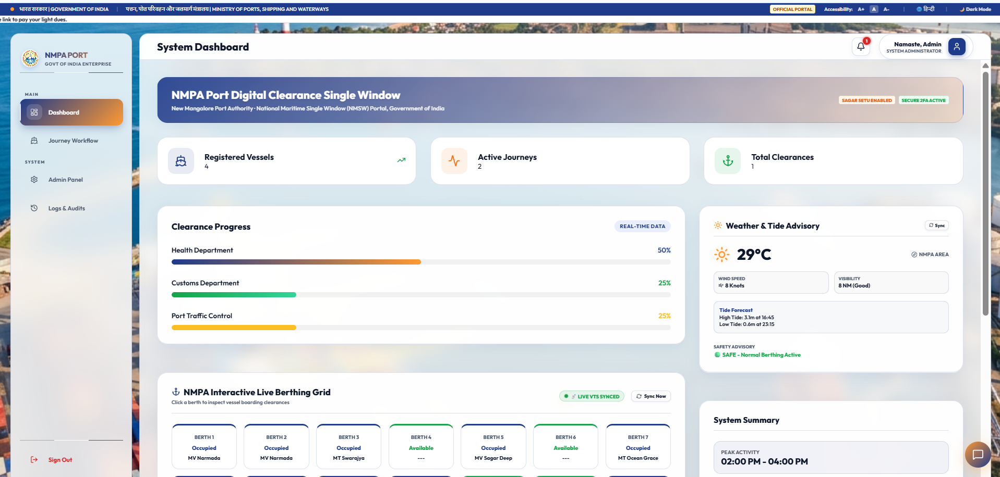 भारत सरकार | GOVERNMENT OF INDIA
पत्तन, पोत परिवहन और जलमार्ग मंत्रालय | MINISTRY OF PORTS, SHIPPING AND WATERWAYS
OFFICIAL PORTAL
Accessibility: A+ A A-
हिन्दी
Dark Mode
link to pay your light dues.
NMPA PORT
GOVT OF INDIA ENTERPRISE
MAIN
Dashboard
Journey Workflow
SYSTEM
Admin Panel
Logs & Audits
Sign Out
System Dashboard
1
Namaste, Admin
SYSTEM ADMINISTRATOR
NMPA Port Digital Clearance Single Window
New Mangalore Port Authority · National Maritime Single Window (NMSW) Portal, Government of India
SAGAR SETU ENABLED
SECURE 2FA ACTIVE
Registered Vessels
4
Active Journeys
2
Total Clearances
1
Clearance Progress
REAL-TIME DATA
Health Department 50%
Customs Department 25%
Port Traffic Control 25%
Weather & Tide Advisory
Sync
29°C
NMPA AREA
WIND SPEED
8 Knots
VISIBILITY
8 NM (Good)
Tide Forecast
High Tide: 3.1m at 16:45
Low Tide: 0.6m at 23:15
SAFETY ADVISORY
SAFE - Normal Berthing Active
NMPA Interactive Live Berthing Grid
Click a berth to inspect vessel boarding clearances
LIVE VTS SYNCED
Sync Now
BERTH 1
Occupied
MV Narmada
BERTH 2
Occupied
MV Narmada
BERTH 3
Occupied
MT Swarajya
BERTH 4
Available
---
BERTH 5
Occupied
MV Sagar Deep
BERTH 6
Available
---
BERTH 7
Occupied
MT Ocean Grace
System Summary
PEAK ACTIVITY
02:00 PM - 04:00 PM